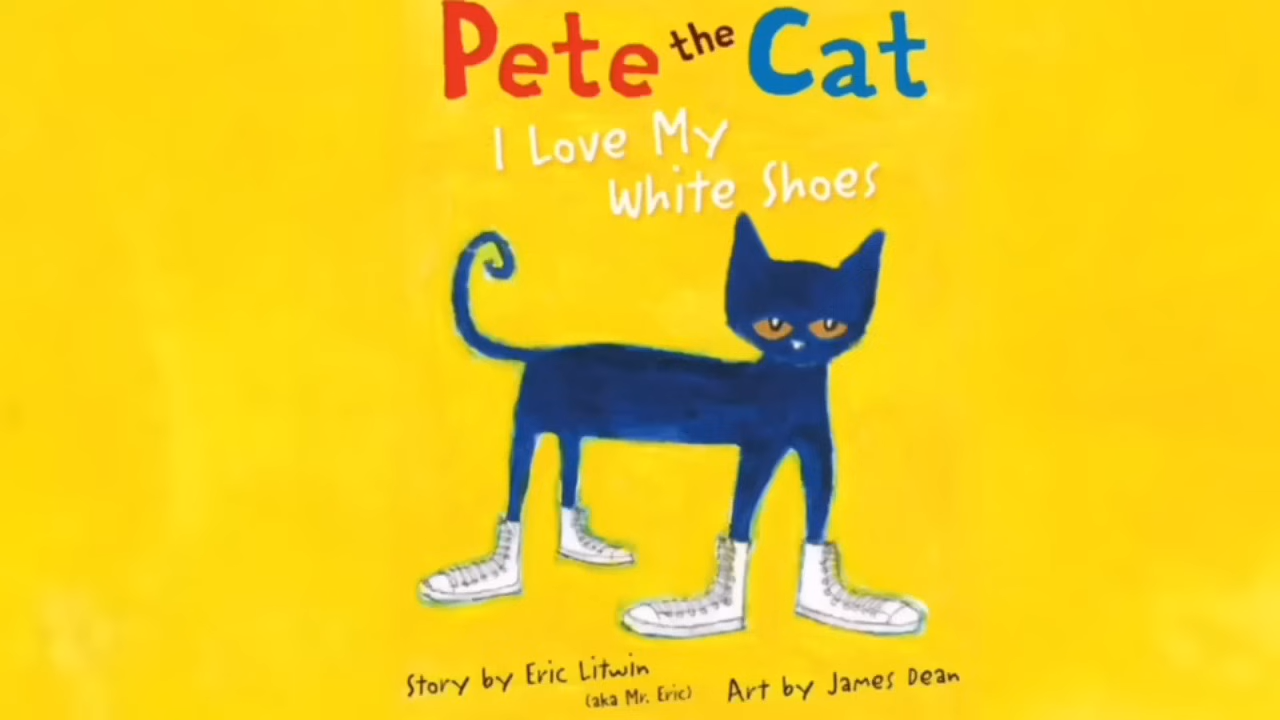 Pete the Cat
I Love My
White Shoes
Story by Eric Litwin
(aka Mr. Eric)
Art by James Dean